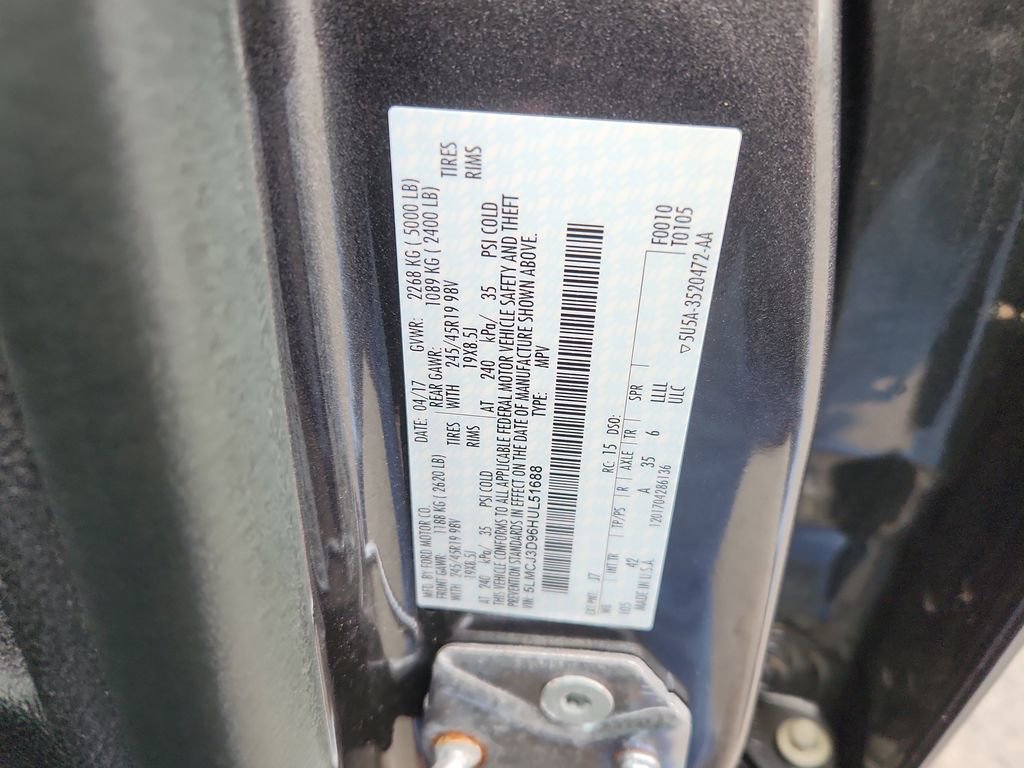 MFD. BY FORD MOTOR CO. DATE: 04/17 GVWR: 2268 KG ( 5000 LB)
FRONT GAWR: 1188 KG ( 2620 LB) REAR GAWR: 1089 KG ( 2400 LB)
WITH 245/45R19 98V TIRES WITH 245/45R19 98V TIRES
19X8.5J RIMS 19X8.5J RIMS
AT 240 kPa/ 35 PSI COLD AT 240 kPa/ 35 PSI COLD
THIS VEHICLE CONFORMS TO ALL APPLICABLE FEDERAL MOTOR VEHICLE SAFETY AND THEFT
PREVENTION STANDARDS IN EFFECT ON THE DATE OF MANUFACTURE SHOWN ABOVE.
VIN: 5LMCJ3D96HUL51688 TYPE: MPV
EXT PNT: J7 RC: 15 DSO: F0010
WB INT TR TP/PS R AXLE TR SPR T0105
105 42 A 35 6 LLLL
MADE IN U.S.A. 1201704286136 ULC ▽5U5A-3520472-AA